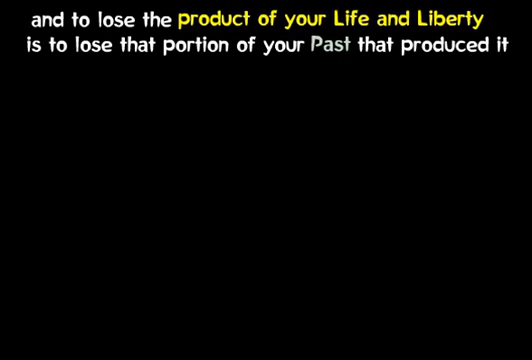 and to lose the product of your Life and Liberty
is to lose that portion of your Past that produced it